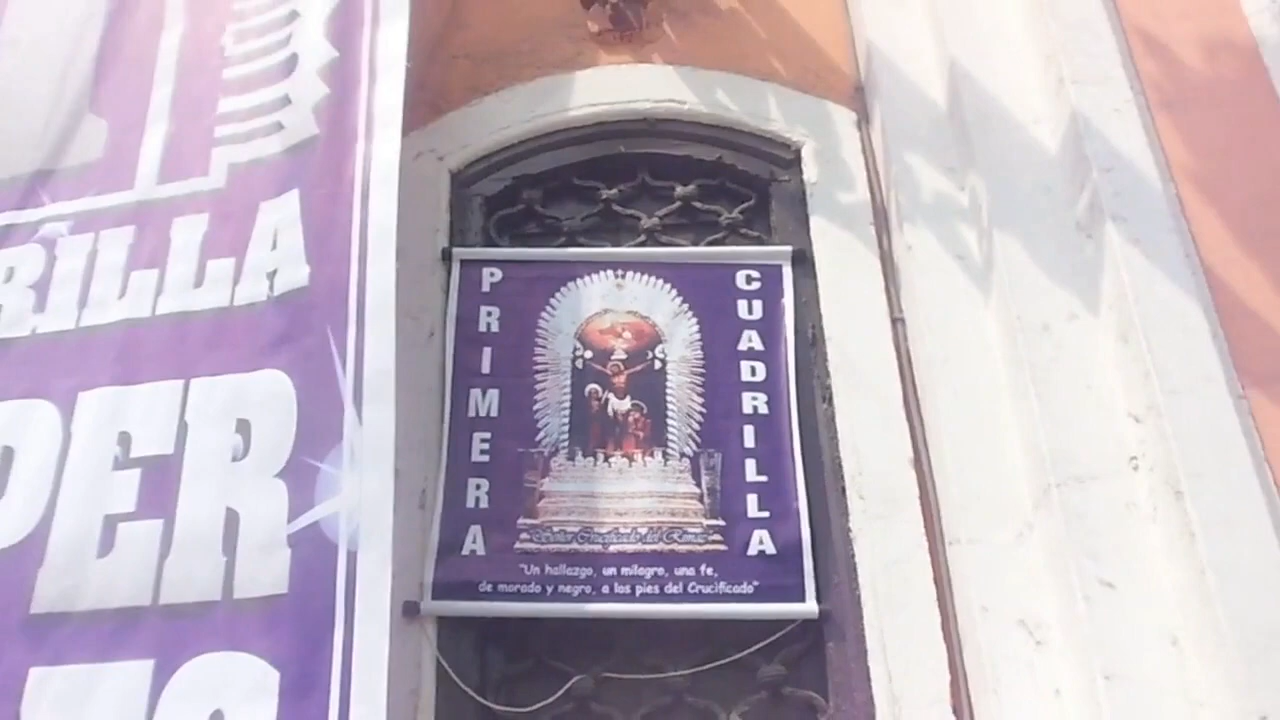 RILLA
PER
PRIMERA
CUADRILLA
Señor Crucificado del Rimac
"Un hallazgo, un milagro, una fe,
de morado y negro, a los pies del Crucificado"